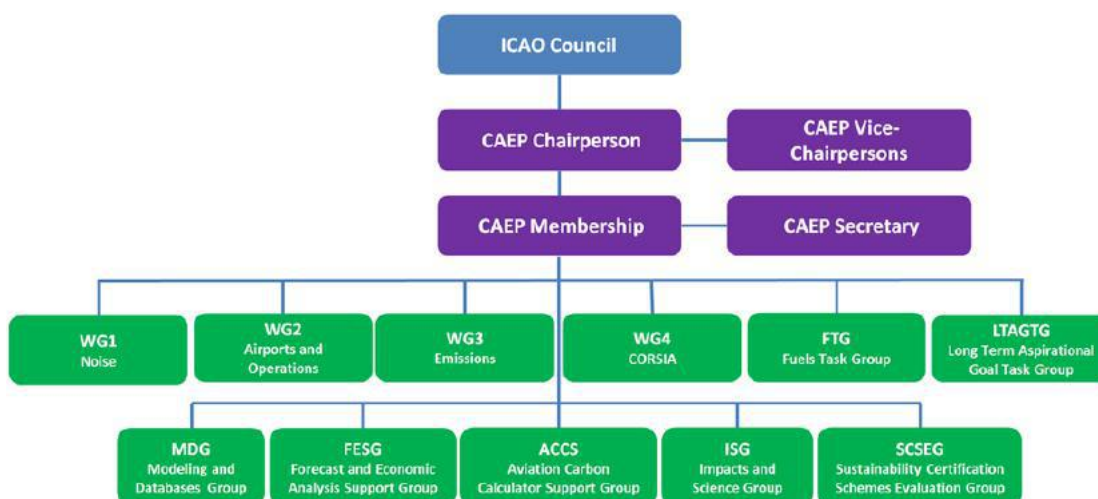 ICAO Council
CAEP Chairperson
CAEP Vice-
Chairpersons
CAEP Membership
CAEP Secretary
WG1
Noise
WG2
Airports and
Operations
WG3
Emissions
WG4
CORSIA
FTG
Fuels Task Group
LTAGTG
Long Term Aspirational
Goal Task Group
MDG
Modeling and
Databases Group
FESG
Forecast and Economic
Analysis Support Group
ACCS
Aviation Carbon
Calculator Support Group
ISG
Impacts and
Science Group
SCSEG
Sustainability Certification
Schemes Evaluation Group